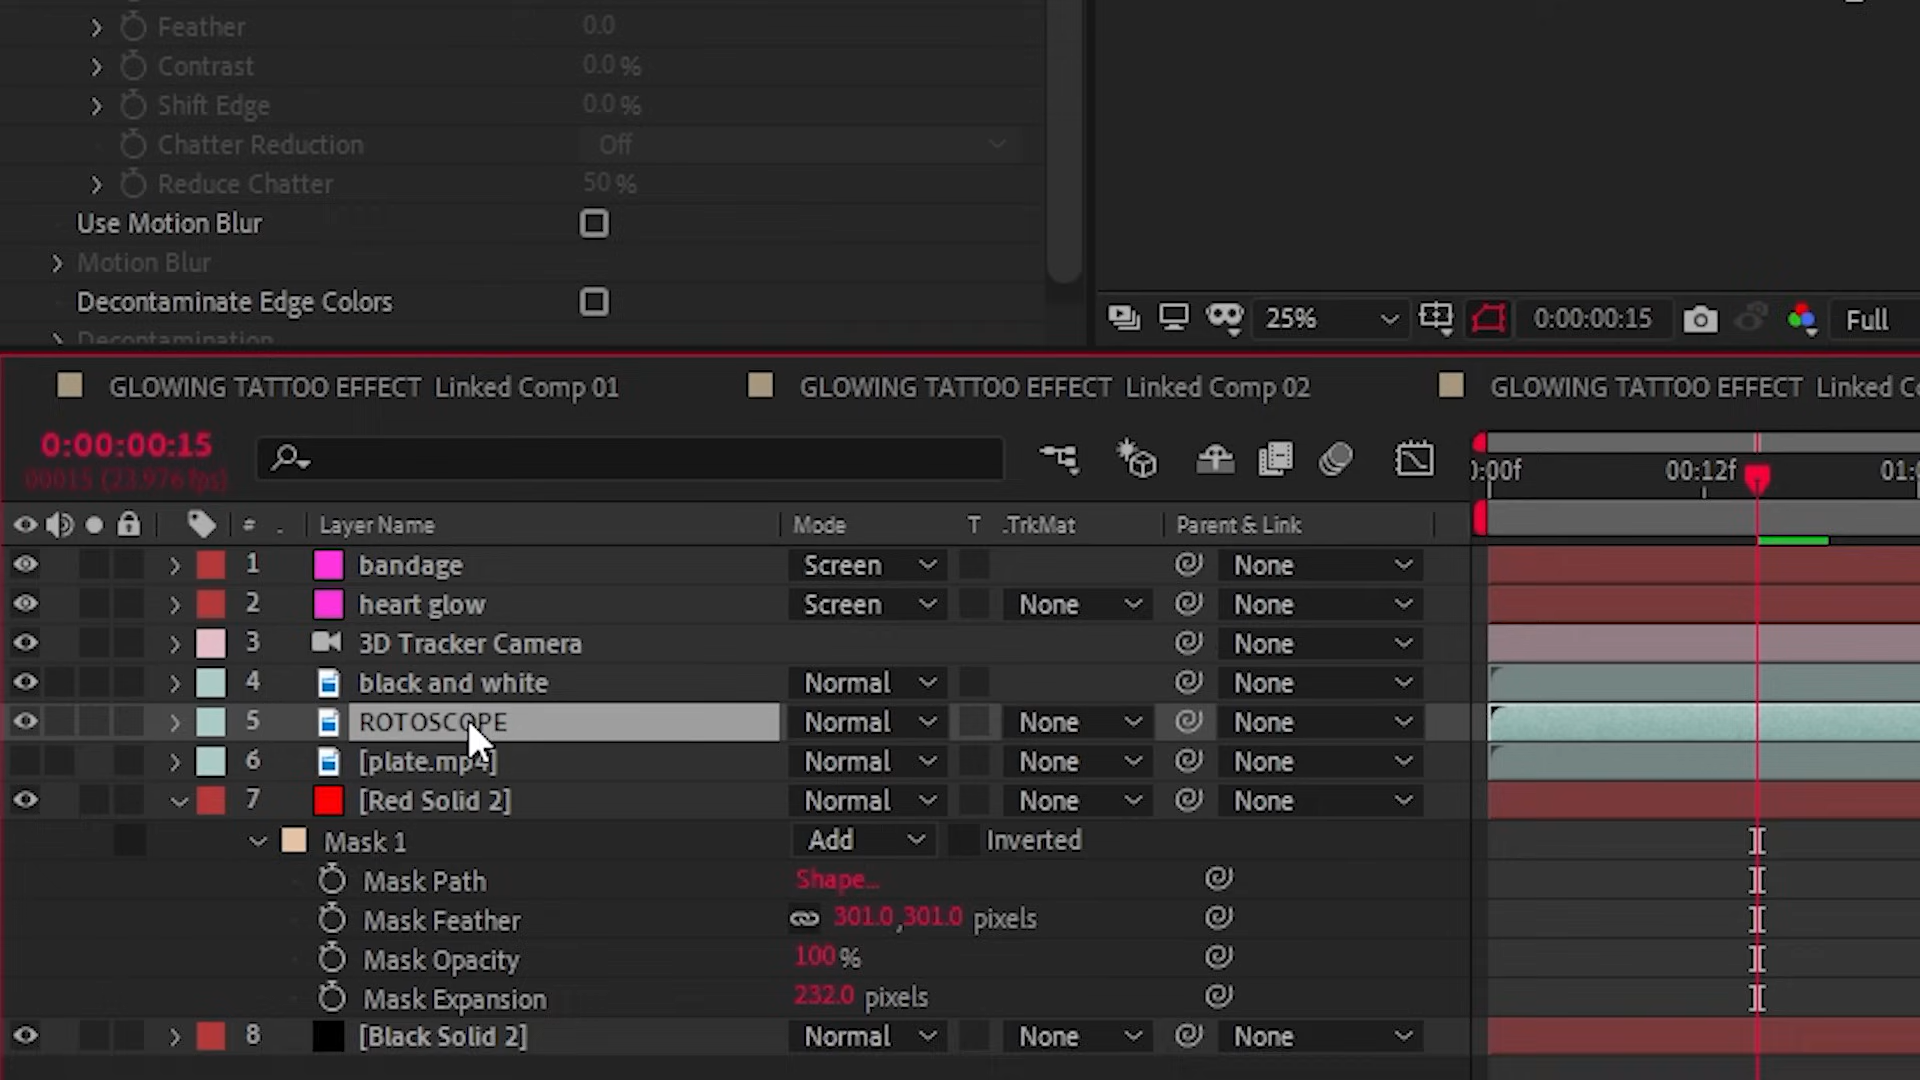 Feather 0.0
Contrast 0.0 %
Shift Edge 0.0 %
Chatter Reduction Off
Reduce Chatter 50 %
Use Motion Blur
Motion Blur
Decontaminate Edge Colors
Decontamination
25% 0:00:00:15 Full
GLOWING TATTOO EFFECT Linked Comp 01 GLOWING TATTOO EFFECT Linked Comp 02 GLOWING TATTOO EFFECT Linked Co
0:00:00:15
00015 (23.976 fps)
):00f 00:12f 01:
# . Layer Name Mode T .TrkMat Parent & Link
1 bandage Screen None
2 heart glow Screen None None
3 3D Tracker Camera None
4 black and white Normal None
5 ROTOSCOPE Normal None None
6 [plate.mp4] Normal None None
7 [Red Solid 2] Normal None None
Mask 1 Add Inverted
Mask Path Shape...
Mask Feather 301.0,301.0 pixels
Mask Opacity 100 %
Mask Expansion 232.0 pixels
8 [Black Solid 2] Normal None None